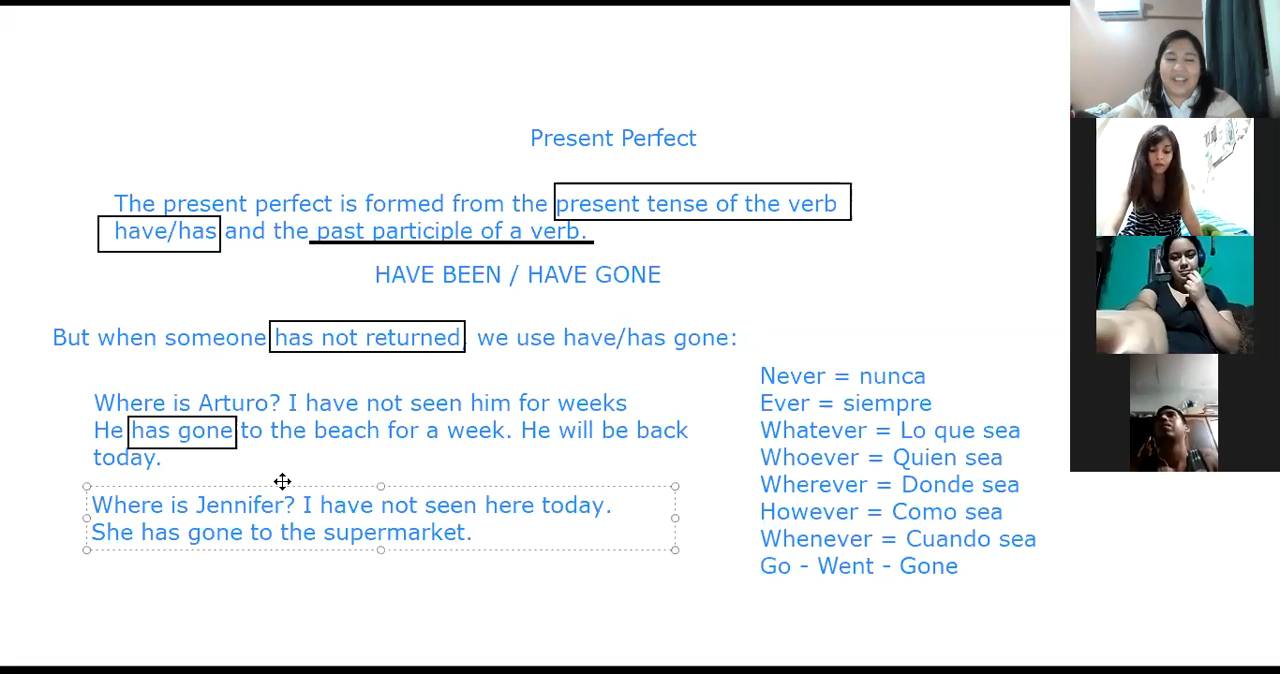 Present Perfect
The present perfect is formed from the present tense of the verb
have/has and the past participle of a verb.
HAVE BEEN / HAVE GONE
But when someone has not returned, we use have/has gone:
Where is Arturo? I have not seen him for weeks
He has gone to the beach for a week. He will be back
today.
Where is Jennifer? I have not seen here today.
She has gone to the supermarket.
Never = nunca
Ever = siempre
Whatever = Lo que sea
Whoever = Quien sea
Wherever = Donde sea
However = Como sea
Whenever = Cuando sea
Go - Went - Gone